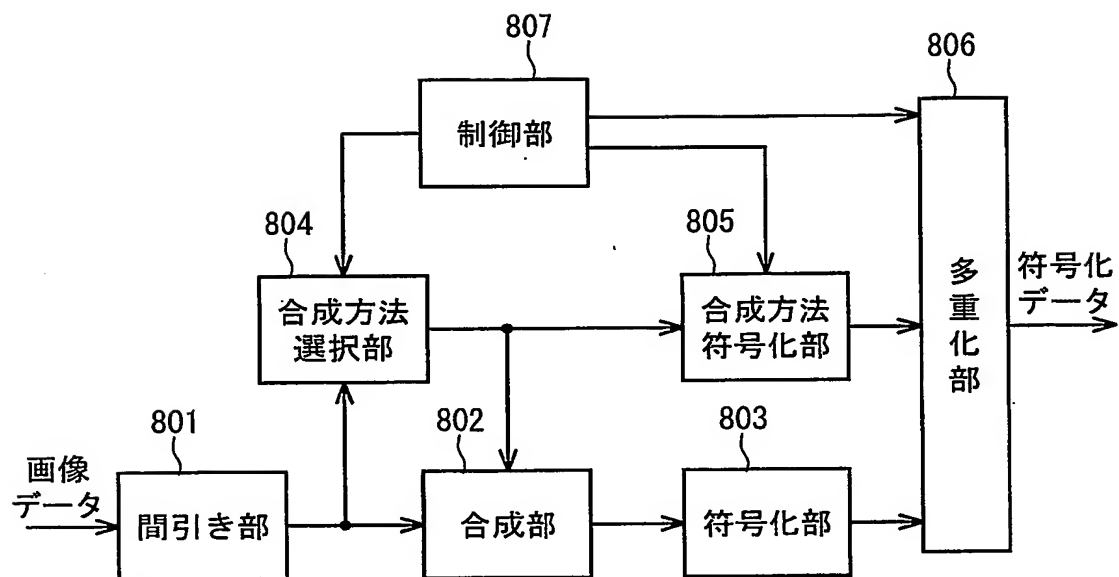 807
806
制御部
804
805
合成方法
選択部
合成方法
符号化部
多重化部
符号化
データ
801
802
803
画像
データ
間引き部
合成部
符号化部